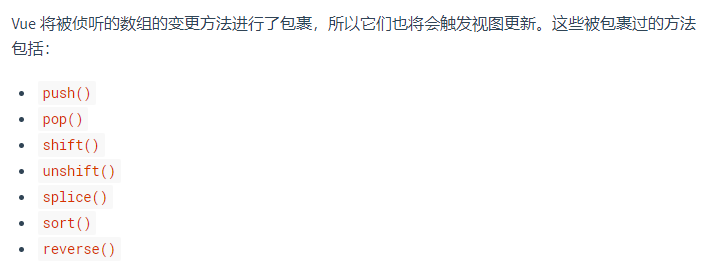 Vue 将被侦听的数组的变更方法进行了包裹，所以它们也将会触发视图更新。这些被包裹过的方法
包括：
push()
pop()
shift()
unshift()
splice()
sort()
reverse()